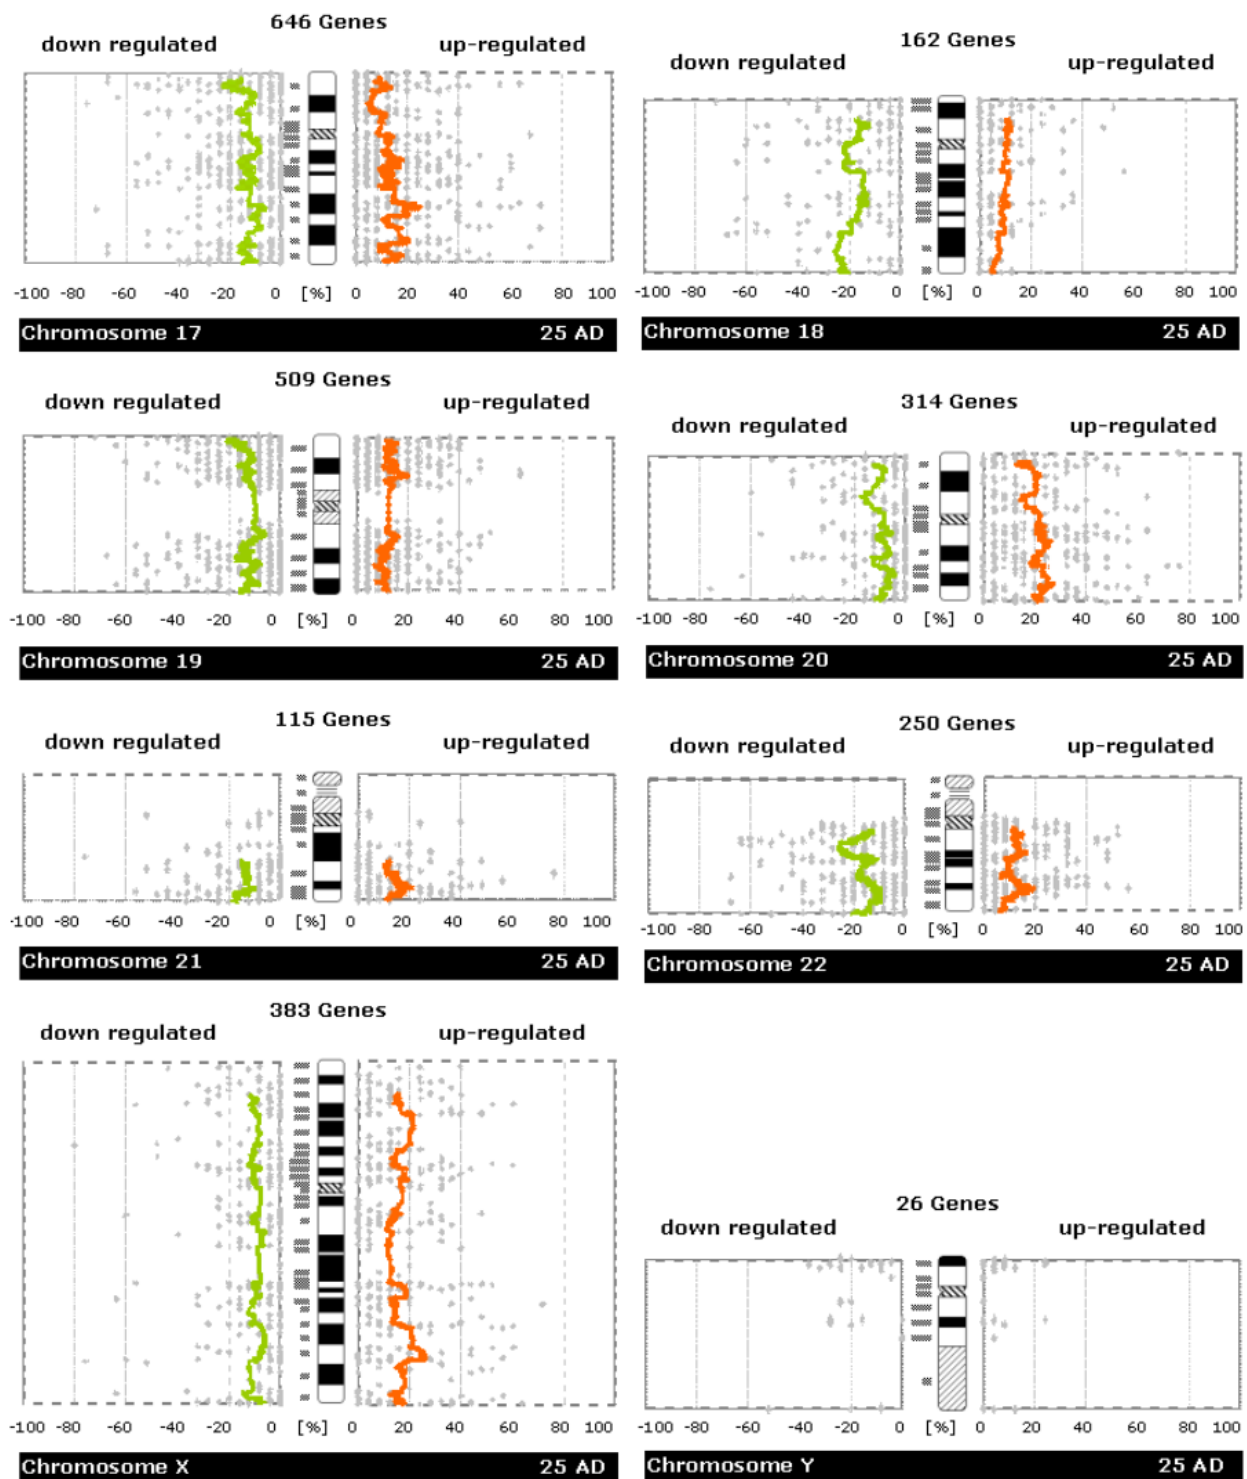 646 Genes
down regulated up-regulated
-100 -80 -60 -40 -20 0 [%] 0 20 40 60 80 100
Chromosome 17 25 AD
162 Genes
down regulated up-regulated
-100 -80 -60 -40 -20 0 [%] 0 20 40 60 80 100
Chromosome 18 25 AD
509 Genes
down regulated up-regulated
-100 -80 -60 -40 -20 0 [%] 0 20 40 60 80 100
Chromosome 19 25 AD
314 Genes
down regulated up-regulated
-100 -80 -60 -40 -20 0 [%] 0 20 40 60 80 100
Chromosome 20 25 AD
115 Genes
down regulated up-regulated
-100 -80 -60 -40 -20 0 [%] 0 20 40 60 80 100
Chromosome 21 25 AD
250 Genes
down regulated up-regulated
-100 -80 -60 -40 -20 0 [%] 0 20 40 60 80 100
Chromosome 22 25 AD
383 Genes
down regulated up-regulated
-100 -80 -60 -40 -20 0 [%] 0 20 40 60 80 100
Chromosome X 25 AD
26 Genes
down regulated up-regulated
-100 -80 -60 -40 -20 0 [%] 0 20 40 60 80 100
Chromosome Y 25 AD